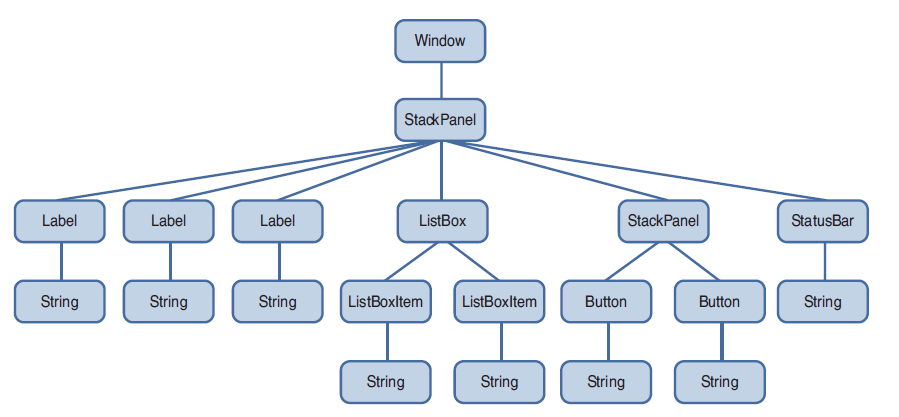 Window
StackPanel
Label Label Label ListBox StackPanel StatusBar
String String String ListBoxItem ListBoxItem Button Button String
String String String String